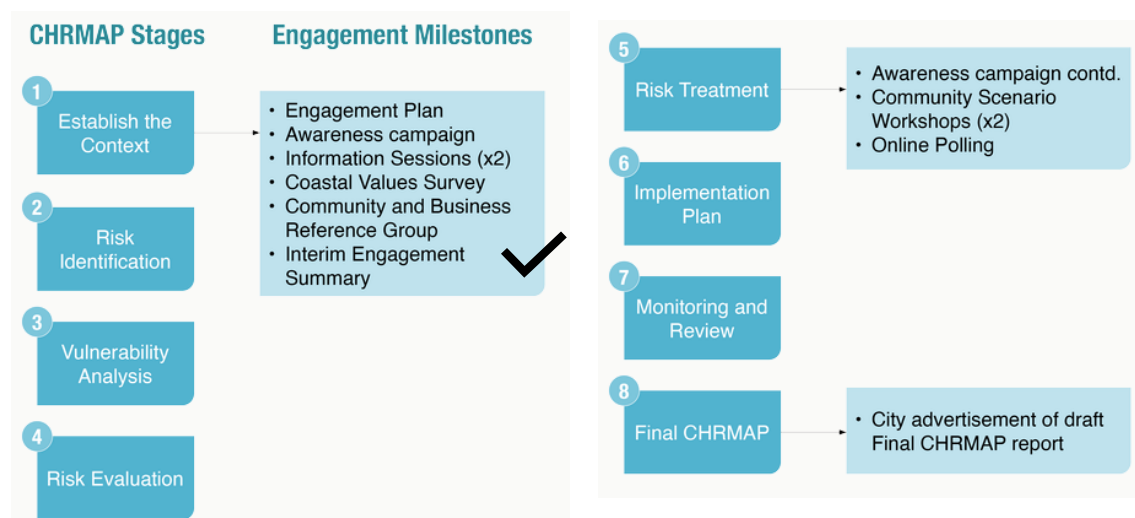 CHRMAP Stages
Engagement Milestones
1
Establish the
Context
• Engagement Plan
• Awareness campaign
• Information Sessions (x2)
• Coastal Values Survey
• Community and Business
Reference Group
• Interim Engagement
Summary
2
Risk
Identification
3
Vulnerability
Analysis
4
Risk Evaluation
5
Risk Treatment
• Awareness campaign contd.
• Community Scenario
Workshops (x2)
• Online Polling
6
Implementation
Plan
7
Monitoring and
Review
8
Final CHRMAP
• City advertisement of draft
Final CHRMAP report